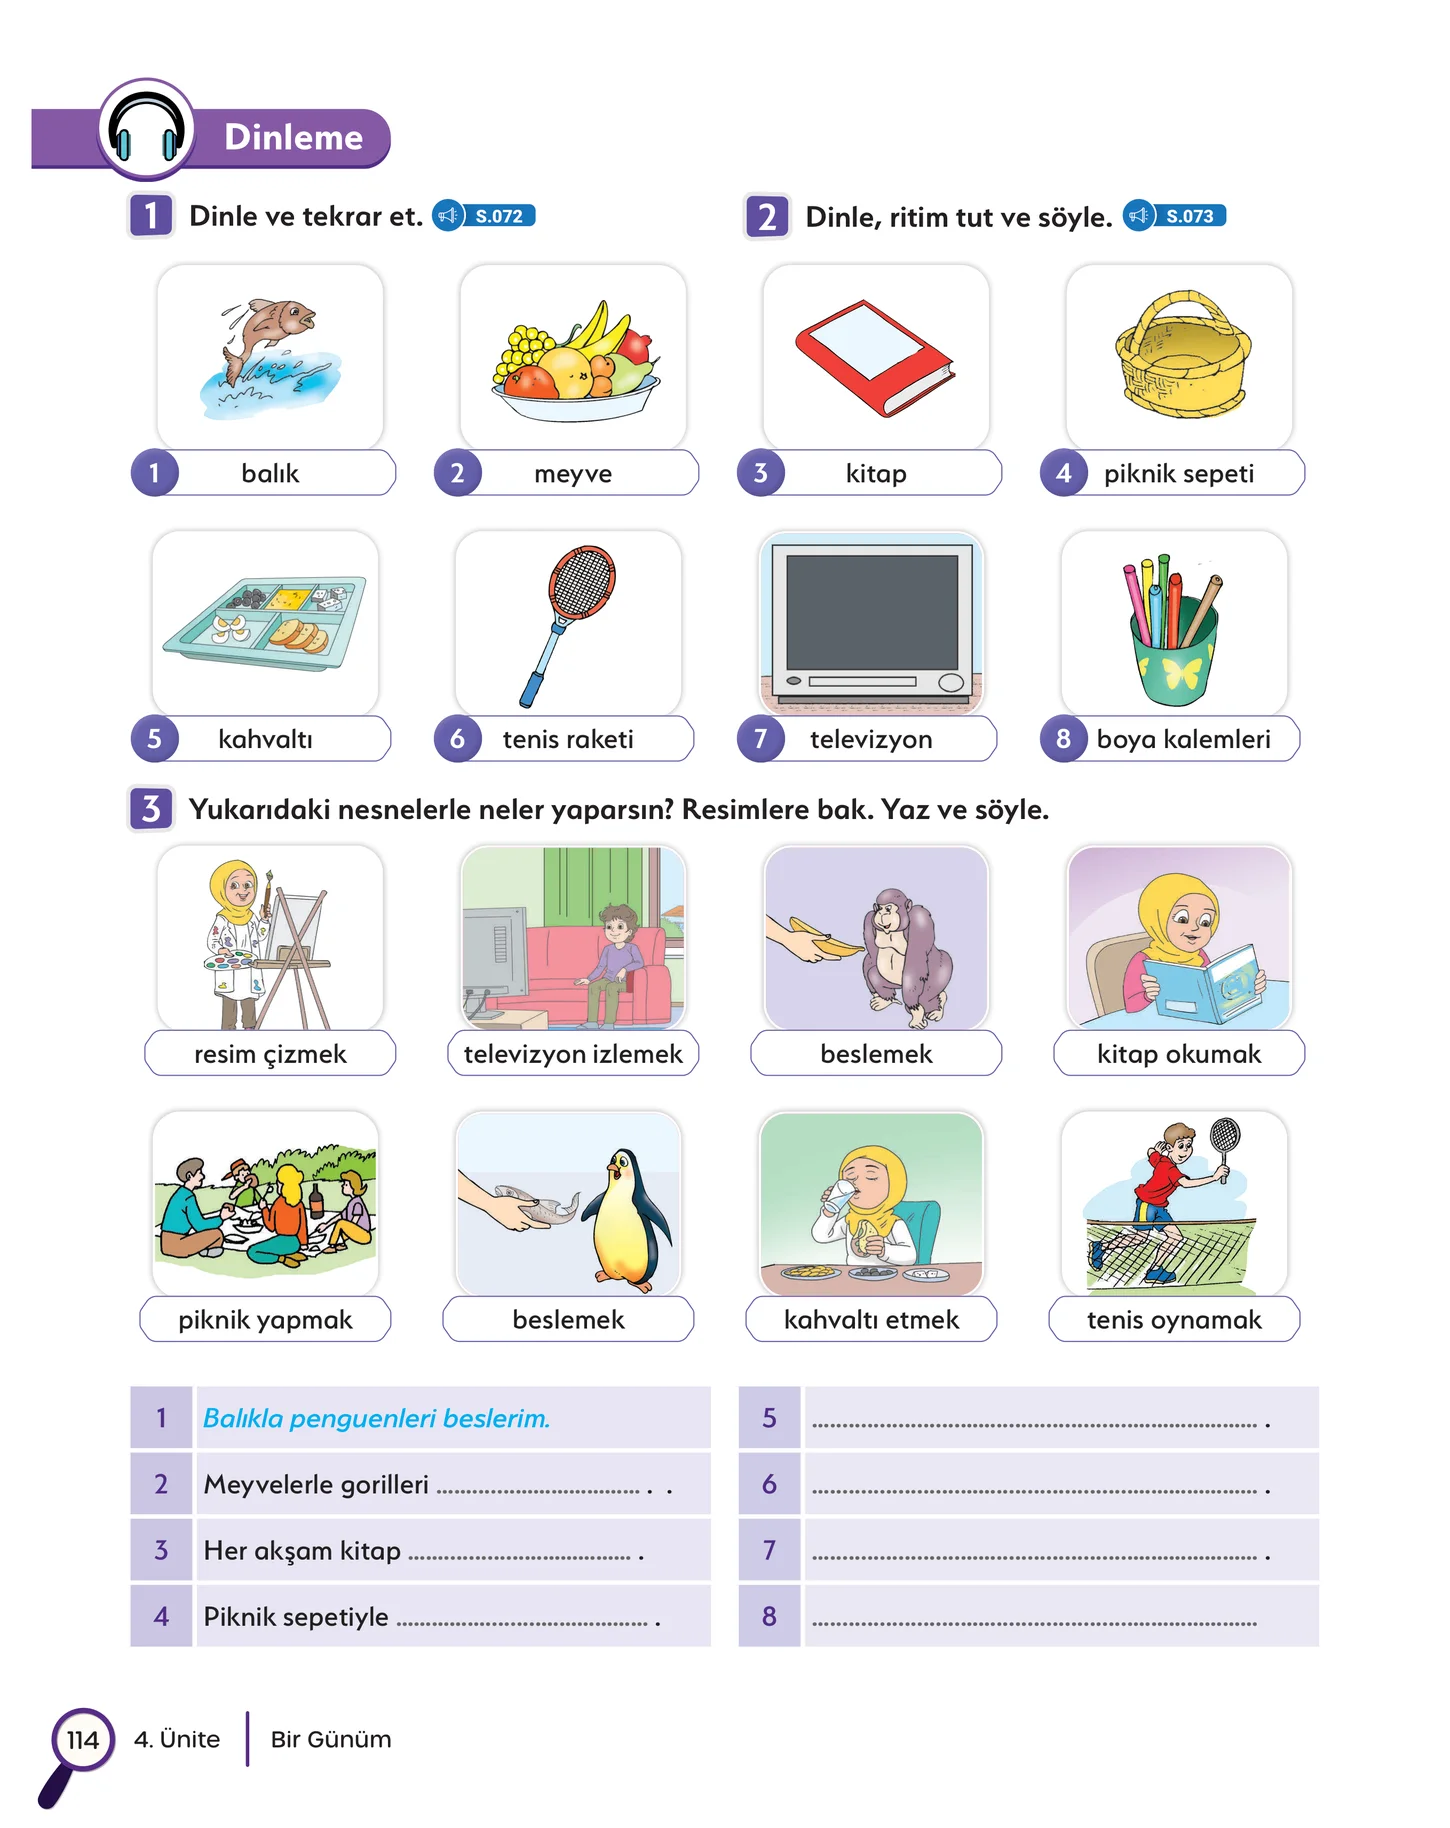 Dinleme
1 Dinle ve tekrar et. S.072
2 Dinle, ritim tut ve söyle. S.073
1 balık
2 meyve
3 kitap
4 piknik sepeti
5 kahvaltı
6 tenis raketi
7 televizyon
8 boya kalemleri
3 Yukarıdaki nesnelerle neler yaparsın? Resimlere bak. Yaz ve söyle.
resim çizmek
televizyon izlemek
beslemek
kitap okumak
piknik yapmak
beslemek
kahvaltı etmek
tenis oynamak
1 Balıkla penguenleri beslerim.
2 Meyvelerle gorilleri .................................. . .
3 Her akşam kitap ..................................... .
4 Piknik sepetiyle .......................................... .
5 .......................................................................... .
6 .......................................................................... .
7 .......................................................................... .
8 ..........................................................................
114 4. Ünite Bir Günüm